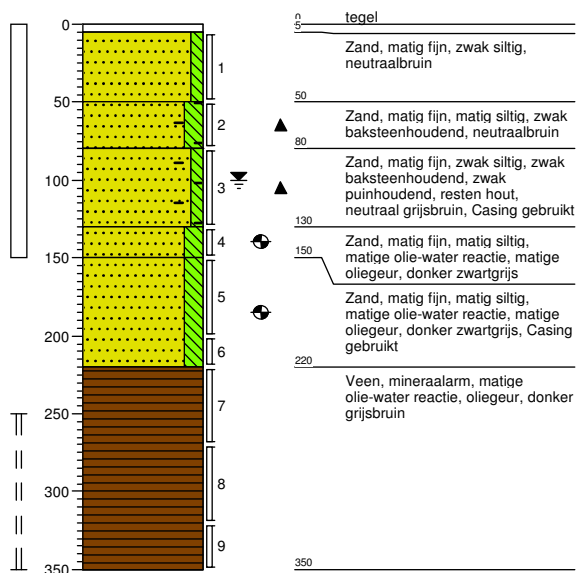 0
50
100
150
200
250
300
350
1
2
3
4
5
6
7
8
9
0 tegel
5
Zand, matig fijn, zwak siltig,
neutraalbruin
50
Zand, matig fijn, matig siltig, zwak
baksteenhoudend, neutraalbruin
80
Zand, matig fijn, zwak siltig, zwak
baksteenhoudend, zwak
puinhoudend, resten hout,
neutraal grijsbruin, Casing gebruikt
130
Zand, matig fijn, matig siltig,
matige olie-water reactie, matige
oliegeur, donker zwartgrijs
150
Zand, matig fijn, matig siltig,
matige olie-water reactie, matige
oliegeur, donker zwartgrijs, Casing
gebruikt
220
Veen, mineraalarm, matige
olie-water reactie, oliegeur, donker
grijsbruin
350